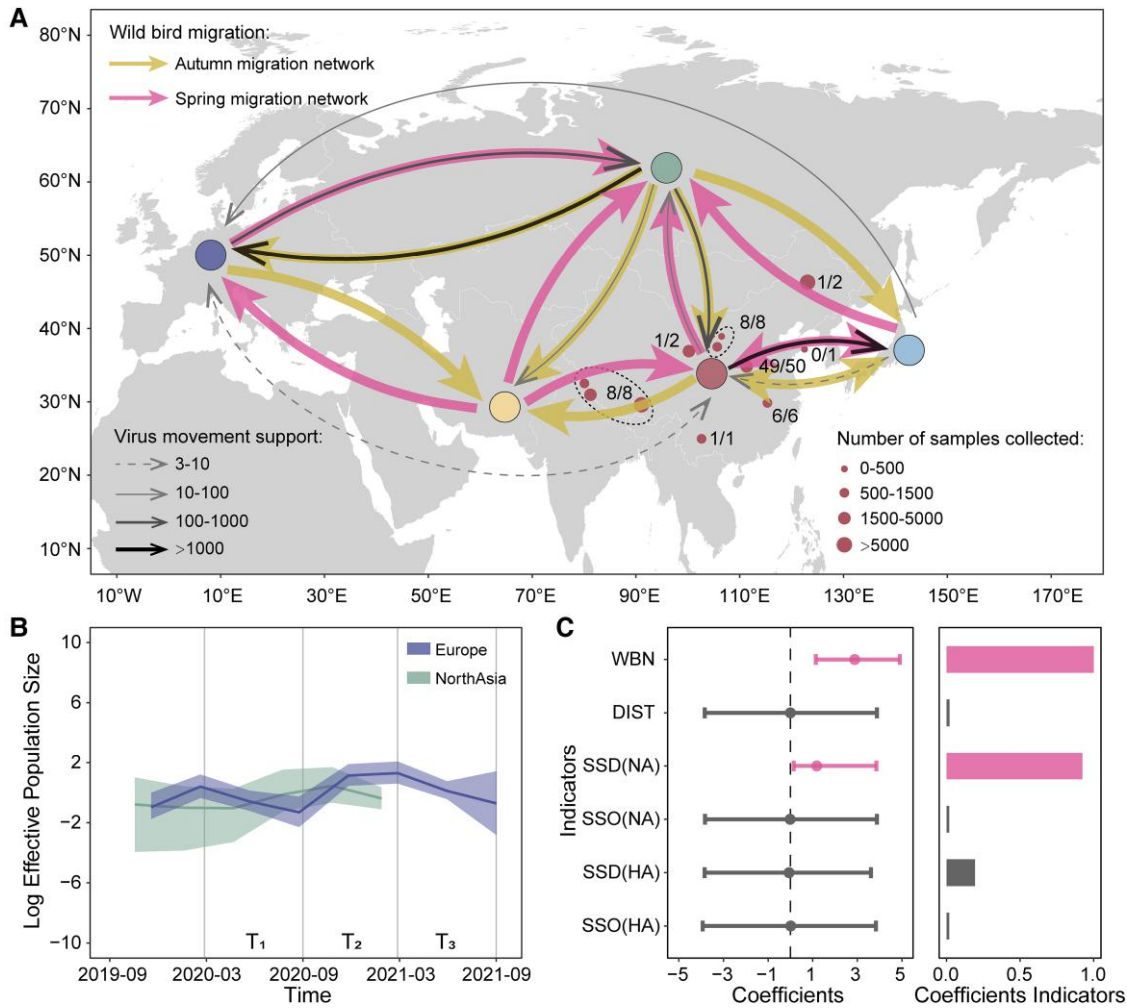 A
Wild bird migration:
Autumn migration network
Spring migration network
80°N
70°N
60°N
50°N
40°N
30°N
20°N
10°N
1/2
8/8
1/2
0/1
49/50
8/8
6/6
1/1
Virus movement support:
3-10
10-100
100-1000
>1000
Number of samples collected:
0-500
500-1500
1500-5000
>5000
10°W
10°E
30°E
50°E
70°E
90°E
110°E
130°E
150°E
170°E
B
Log Effective Population Size
10
6
2
−2
−6
−10
Europe
NorthAsia
T₁
T₂
T₃
2019-09
2020-03
2020-09
2021-03
2021-09
Time
C
Indicators
WBN
DIST
SSD(NA)
SSO(NA)
SSD(HA)
SSO(HA)
−5
−3
−1
1
3
5
Coefficients
0.0
0.5
1.0
Coefficients Indicators